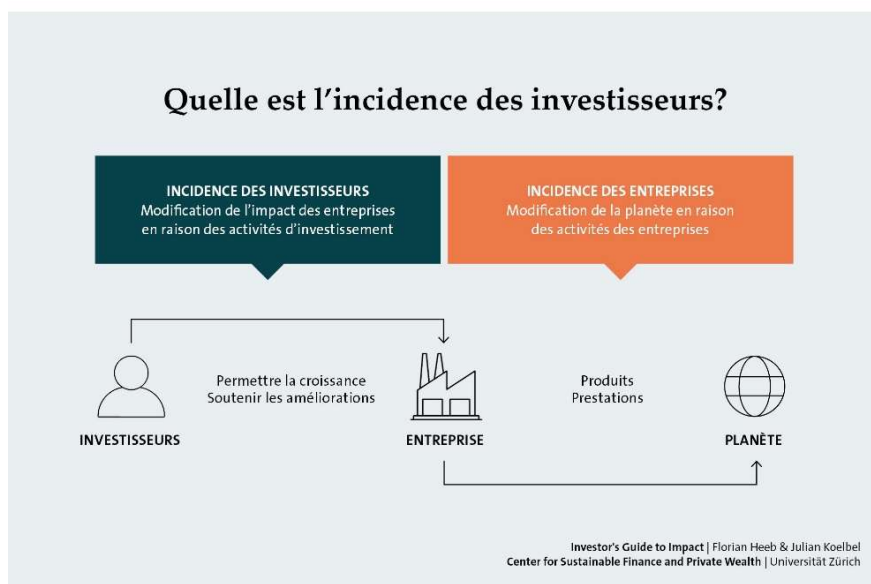 Quelle est l’incidence des investisseurs?
INCIDENCE DES INVESTISSEURS
Modification de l’impact des entreprises
en raison des activités d’investissement
INCIDENCE DES ENTREPRISES
Modification de la planète en raison
des activités des entreprises
Permettre la croissance
Soutenir les améliorations
Produits
Prestations
INVESTISSEURS
ENTREPRISE
PLANÈTE
Investor's Guide to Impact | Florian Heeb & Julian Koelbel
Center for Sustainable Finance and Private Wealth | Universität Zürich